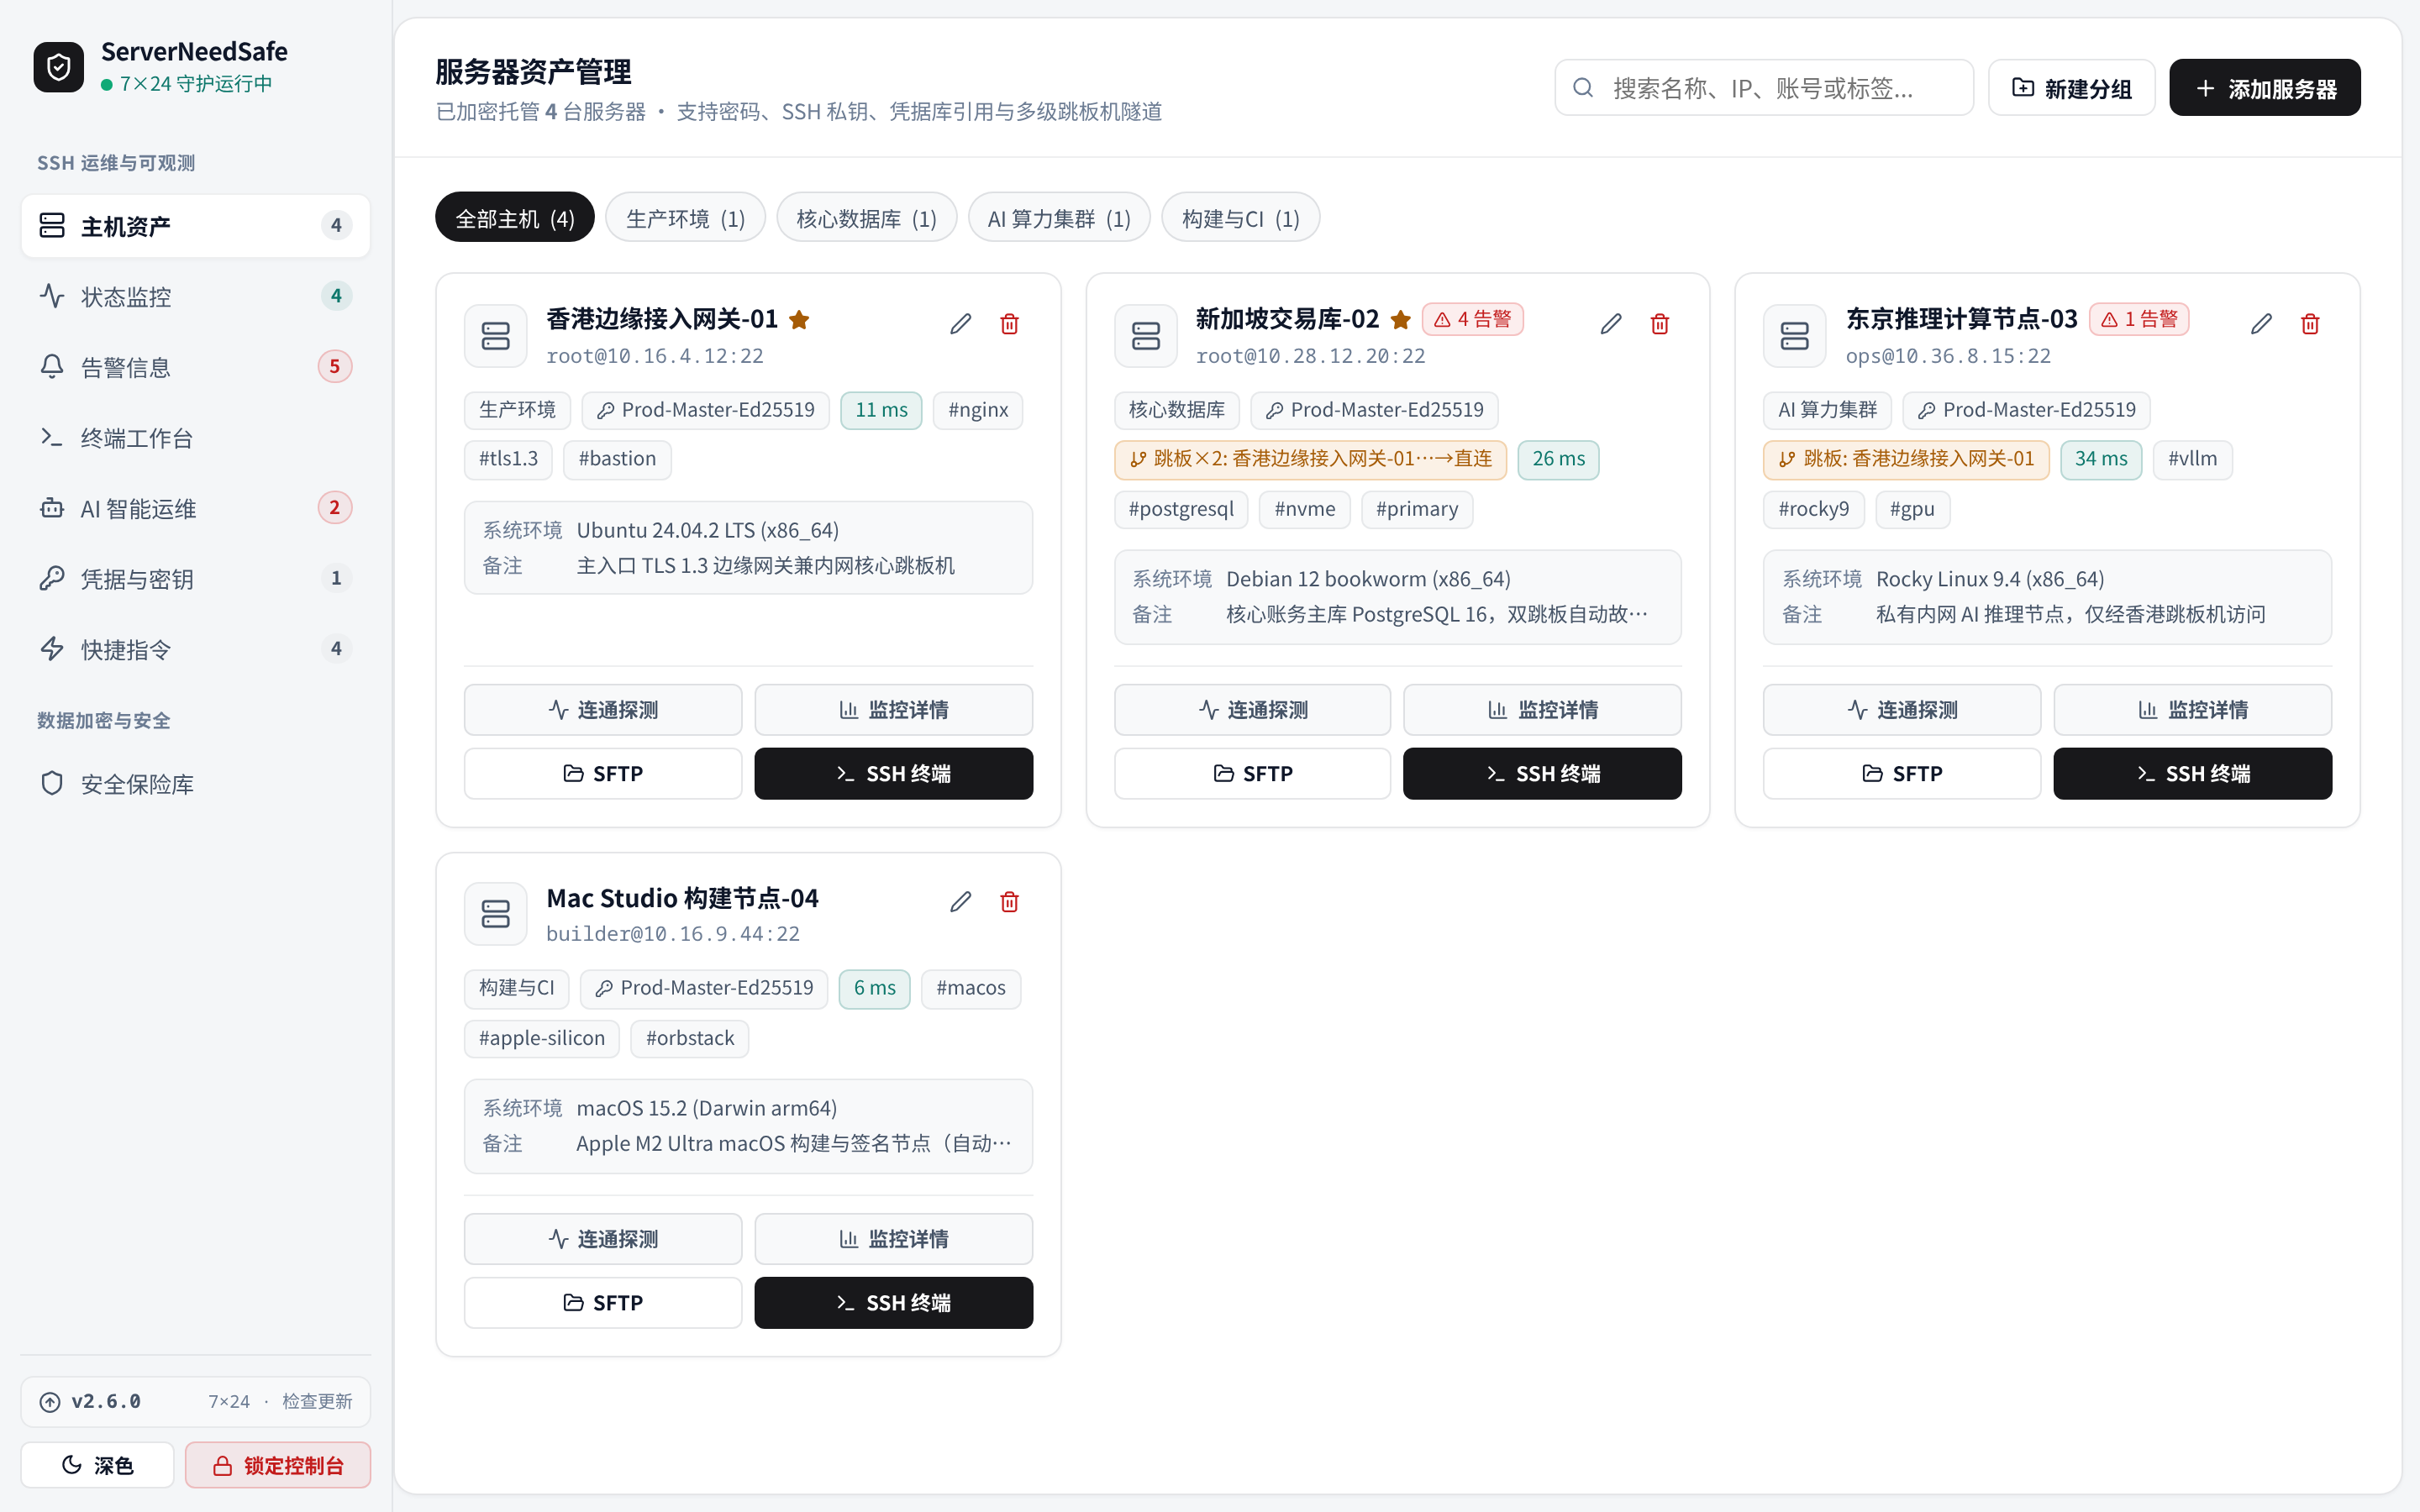 ServerNeedSafe
7×24 守护运行中
SSH 运维与可观测
主机资产 4
状态监控 4
告警信息 5
终端工作台
AI 智能运维 2
凭据与密钥 1
快捷指令 4
数据加密与安全
安全保险库
v2.6.0 7×24 · 检查更新
深色 锁定控制台
服务器资产管理
已加密托管 4 台服务器 • 支持密码、SSH 私钥、凭据库引用与多级跳板机隧道
搜索名称、IP、账号或标签... 新建分组 添加服务器
全部主机 (4) 生产环境 (1) 核心数据库 (1) AI 算力集群 (1) 构建与CI (1)
香港边缘接入网关-01
root@10.16.4.12:22
生产环境 Prod-Master-Ed25519 11 ms #nginx
#tls1.3 #bastion
系统环境 Ubuntu 24.04.2 LTS (x86_64)
备注 主入口 TLS 1.3 边缘网关兼内网核心跳板机
连通探测 监控详情
SFTP SSH 终端
新加坡交易库-02 4 告警
root@10.28.12.20:22
核心数据库 Prod-Master-Ed25519
跳板×2: 香港边缘接入网关-01…→直连 26 ms
#postgresql #nvme #primary
系统环境 Debian 12 bookworm (x86_64)
备注 核心账务主库 PostgreSQL 16，双跳板自动故…
连通探测 监控详情
SFTP SSH 终端
东京推理计算节点-03 1 告警
ops@10.36.8.15:22
AI 算力集群 Prod-Master-Ed25519
跳板: 香港边缘接入网关-01 34 ms #vllm
#rocky9 #gpu
系统环境 Rocky Linux 9.4 (x86_64)
备注 私有内网 AI 推理节点，仅经香港跳板机访问
连通探测 监控详情
SFTP SSH 终端
Mac Studio 构建节点-04
builder@10.16.9.44:22
构建与CI Prod-Master-Ed25519 6 ms #macos
#apple-silicon #orbstack
系统环境 macOS 15.2 (Darwin arm64)
备注 Apple M2 Ultra macOS 构建与签名节点（自动…
连通探测 监控详情
SFTP SSH 终端